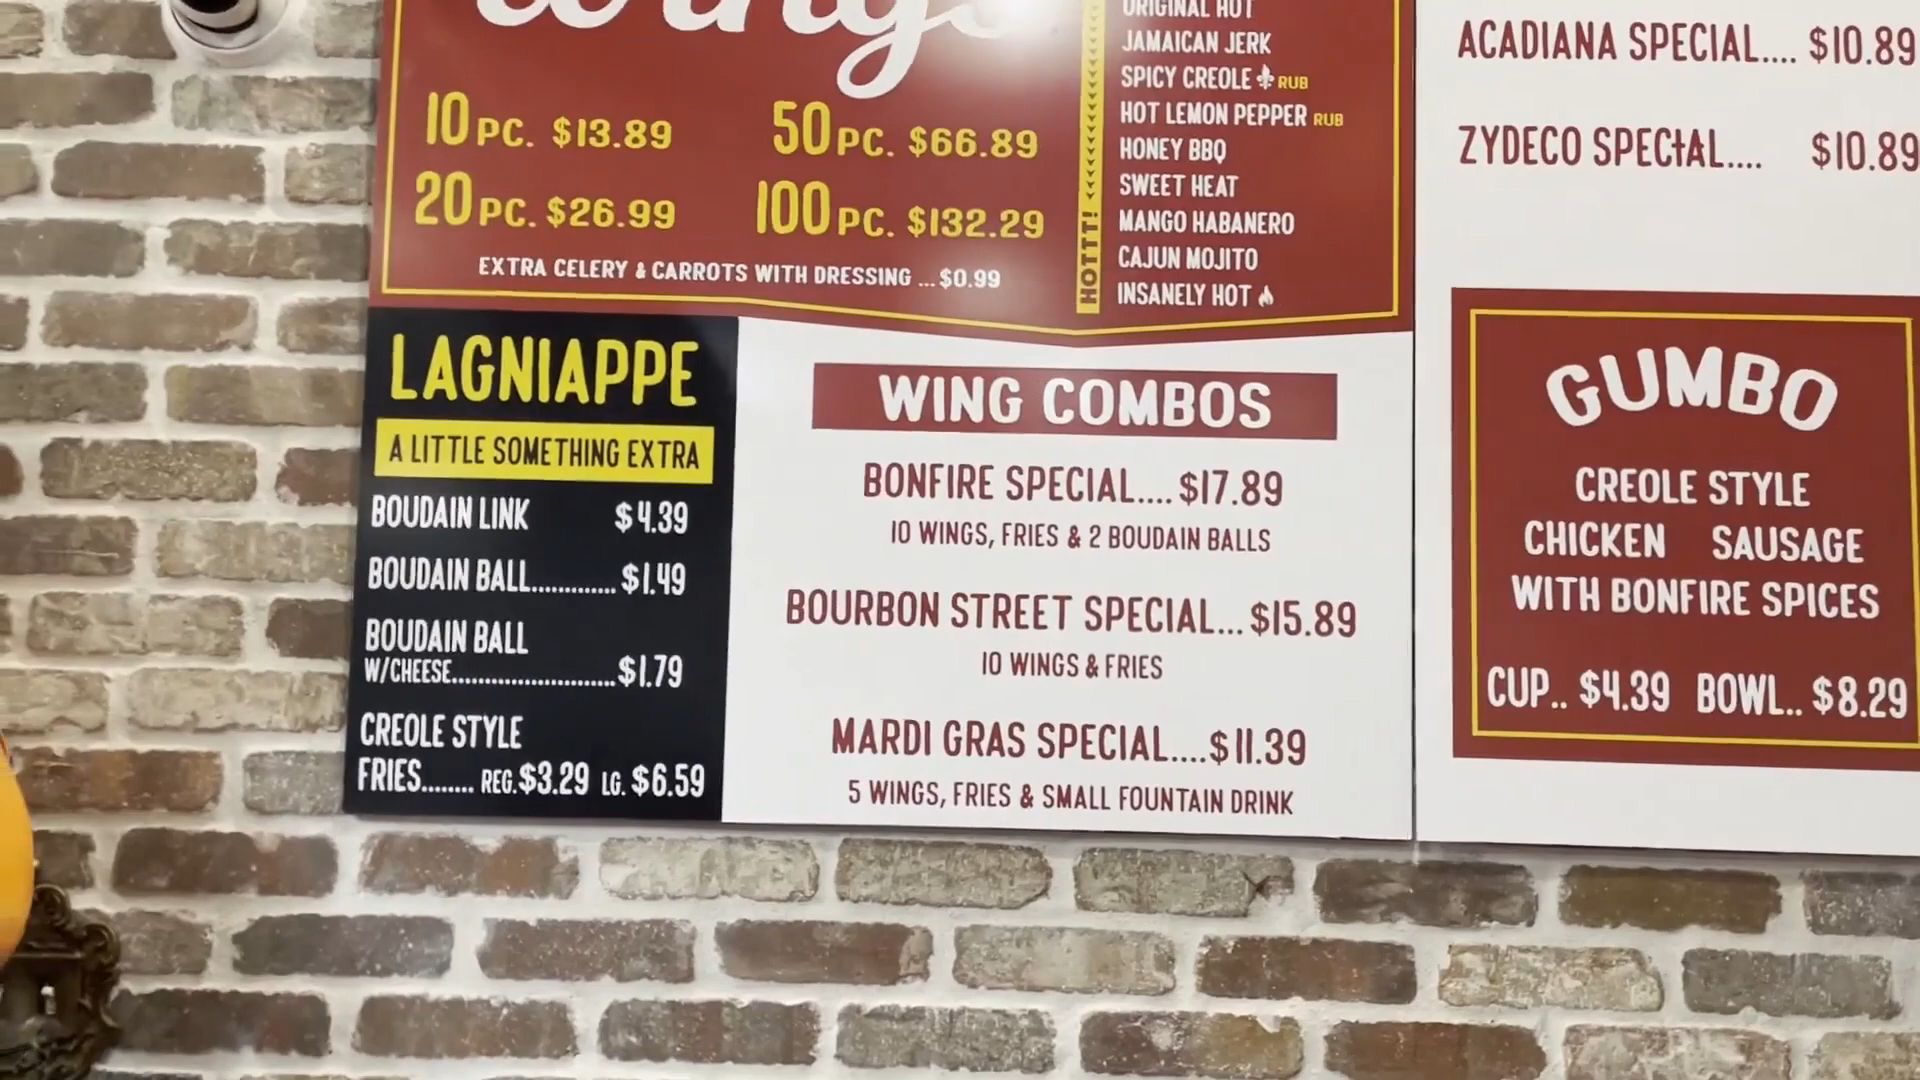 Wings
10 PC. $13.89
50 PC. $66.89
20 PC. $26.99
100 PC. $132.29
EXTRA CELERY & CARROTS WITH DRESSING ... $0.99
HOTT!
ORIGINAL HOT
JAMAICAN JERK
SPICY CREOLE RUB
HOT LEMON PEPPER RUB
HONEY BBQ
SWEET HEAT
MANGO HABANERO
CAJUN MOJITO
INSANELY HOT
LAGNIAPPE
A LITTLE SOMETHING EXTRA
BOUDAIN LINK $4.39
BOUDAIN BALL............. $1.49
BOUDAIN BALL
W/CHEESE.........................$1.79
CREOLE STYLE
FRIES........ REG.$3.29 LG. $6.59
WING COMBOS
BONFIRE SPECIAL.... $17.89
10 WINGS, FRIES & 2 BOUDAIN BALLS
BOURBON STREET SPECIAL... $15.89
10 WINGS & FRIES
MARDI GRAS SPECIAL....$11.39
5 WINGS, FRIES & SMALL FOUNTAIN DRINK
ACADIANA SPECIAL.... $10.89
ZYDECO SPECIAL.... $10.89
GUMBO
CREOLE STYLE
CHICKEN SAUSAGE
WITH BONFIRE SPICES
CUP.. $4.39 BOWL.. $8.29